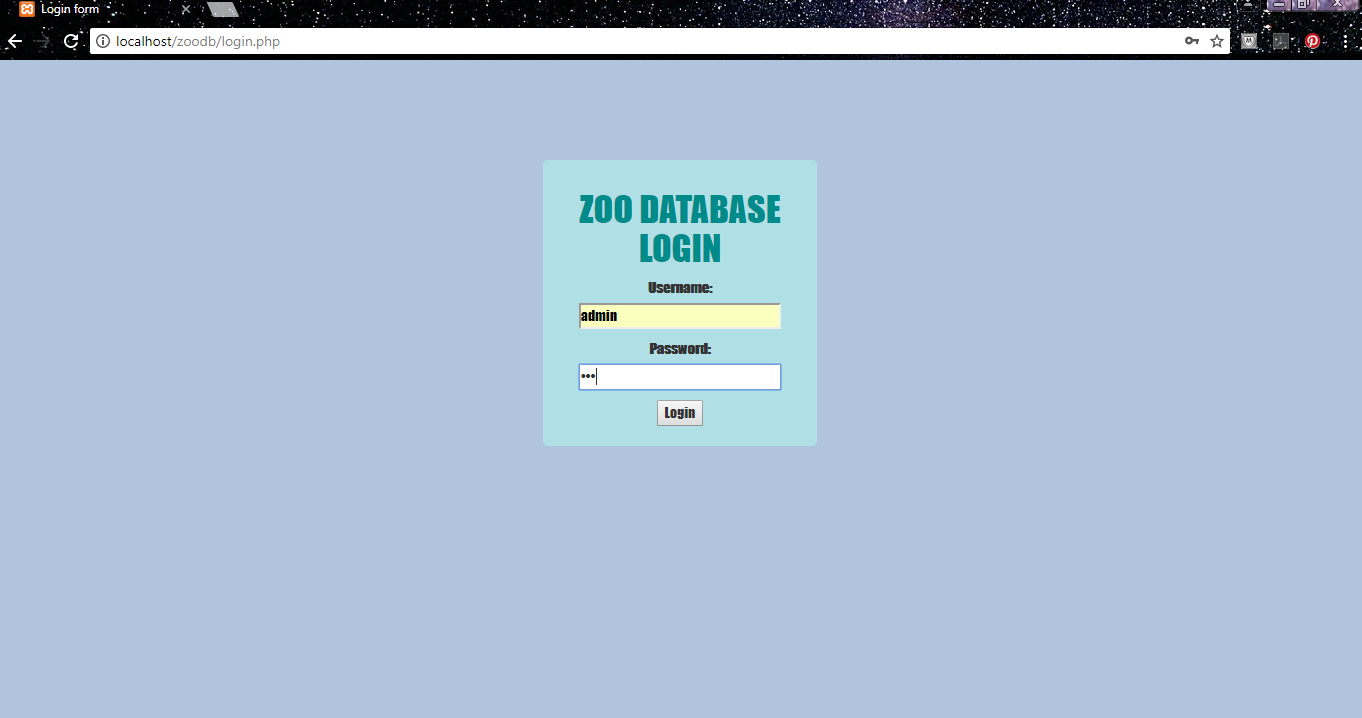 Login form
localhost/zoodb/login.php
ZOO DATABASE
LOGIN
Username:
admin
Password:
•••
Login